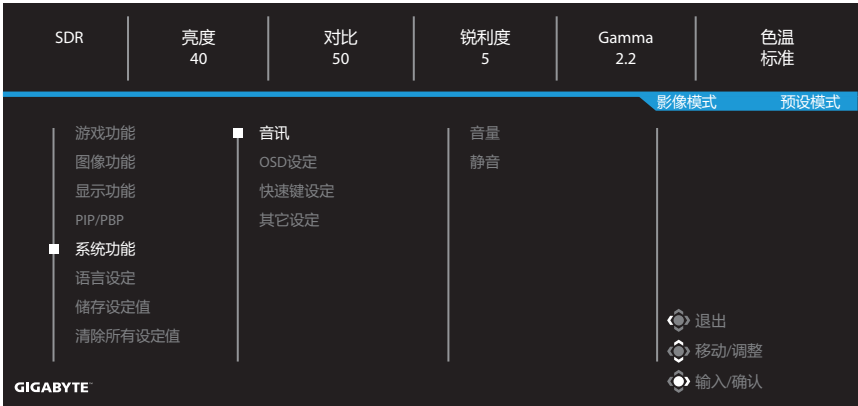 SDR
亮度
40
对比
50
锐利度
5
Gamma
2.2
色温
标准
影像模式
预设模式
游戏功能
图像功能
显示功能
PIP/PBP
系统功能
语言设定
储存设定值
清除所有设定值
音讯
OSD设定
快速键设定
其它设定
音量
静音
退出
移动/调整
输入/确认
GIGABYTE™